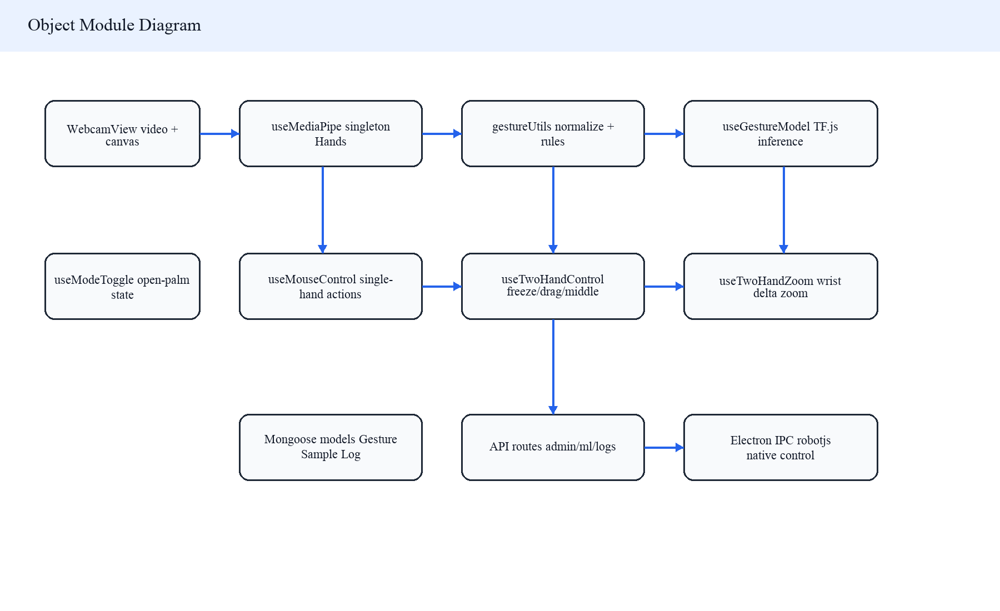 Object Module Diagram
WebcamView video +
canvas
useMediaPipe singleton
Hands
gestureUtils normalize +
rules
useGestureModel TF.js
inference
useModeToggle open-palm
state
useMouseControl single-
hand actions
useTwoHandControl
freeze/drag/middle
useTwoHandZoom wrist
delta zoom
Mongoose models Gesture
Sample Log
API routes admin/ml/logs
Electron IPC robotjs
native control